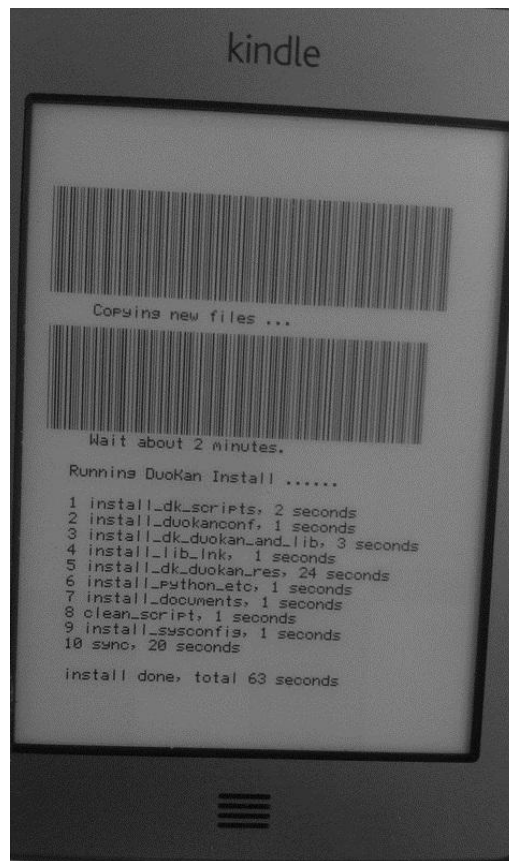 kindle
Copying new files ...
Wait about 2 minutes.
Running DuoKan Install ......
1 install_dk_scripts, 2 seconds
2 install_duokanconf, 1 seconds
3 install_dk_duokan_and_lib, 3 seconds
4 install_lib_lnk,  1 seconds
5 install_dk_duokan_res, 24 seconds
6 install_python_etc, 1 seconds
7 install_documents, 1 seconds
8 clean_script, 1 seconds
9 install_sysconfig, 1 seconds
10 sync, 20 seconds
install done, total 63 seconds